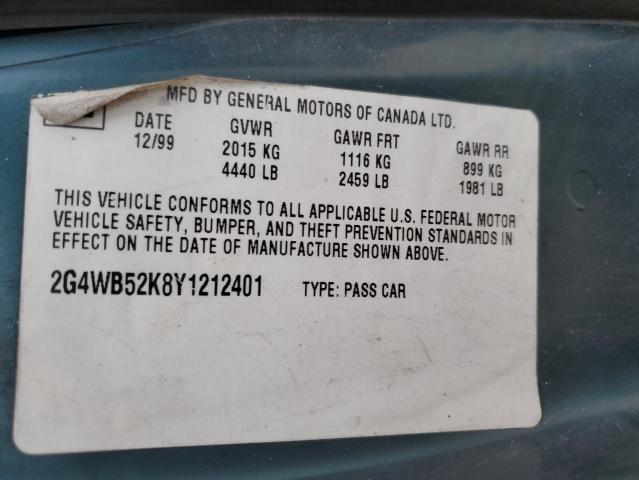 MFD BY GENERAL MOTORS OF CANADA LTD.
DATE GVWR GAWR FRT GAWR RR
12/99 2015 KG 1116 KG 899 KG
4440 LB 2459 LB 1981 LB
THIS VEHICLE CONFORMS TO ALL APPLICABLE U.S. FEDERAL MOTOR
VEHICLE SAFETY, BUMPER, AND THEFT PREVENTION STANDARDS IN
EFFECT ON THE DATE OF MANUFACTURE SHOWN ABOVE.
2G4WB52K8Y1212401 TYPE: PASS CAR